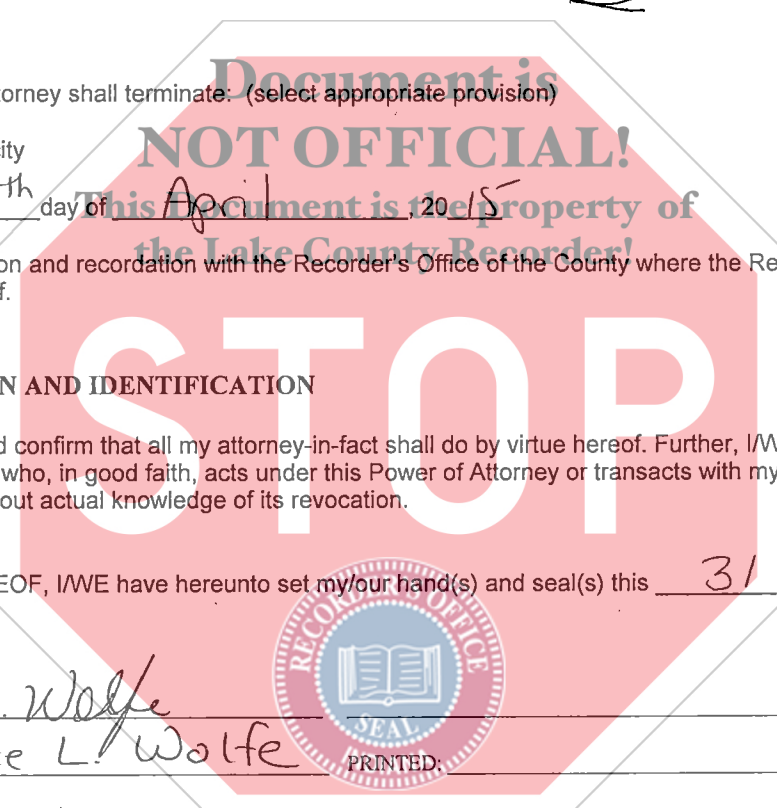 Document is
torney shall terminate: (select appropriate provision)
NOT OFFICIAL!
ity
th day of April, 2015
This Document is the property of
the Lake County Recorder!
on and recordation with the Recorder's Office of the County where the Re
f.
STOP
N AND IDENTIFICATION
d confirm that all my attorney-in-fact shall do by virtue hereof. Further, I/W
who, in good faith, acts under this Power of Attorney or transacts with my
out actual knowledge of its revocation.
EOF, I/WE have hereunto set my/our hand(s) and seal(s) this 31
RECORDER'S OFFICE
SEAL
. Wolfe
e L. Wolfe PRINTED: